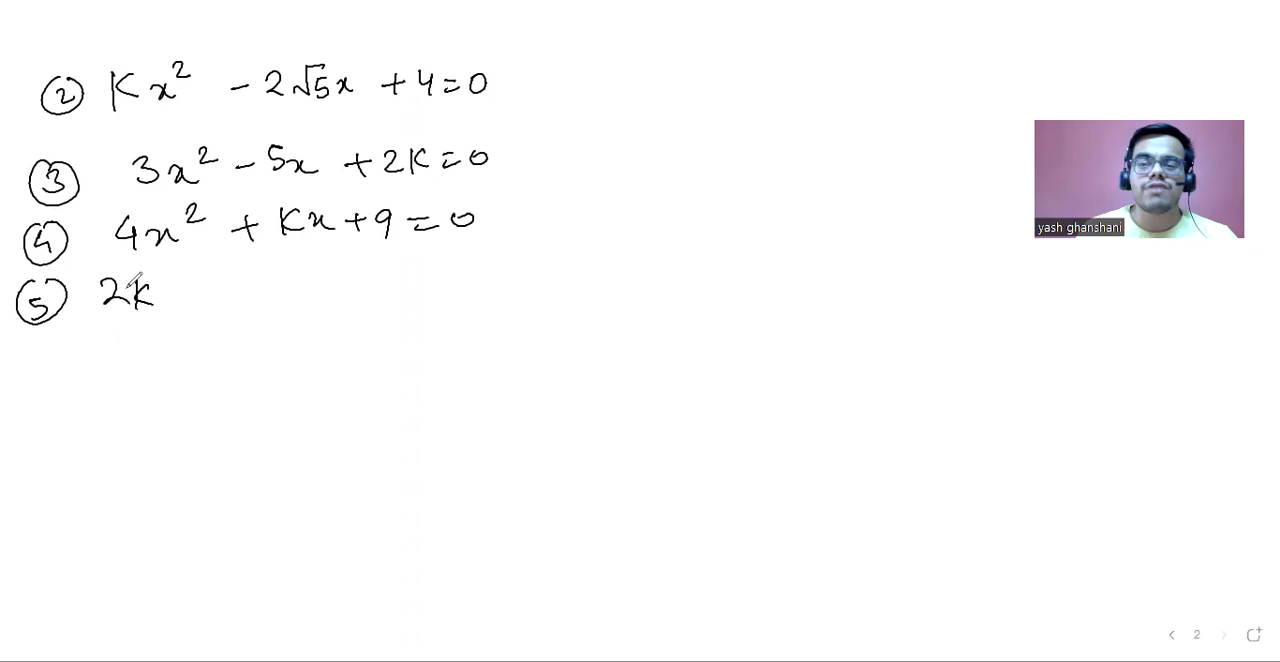 ② Kx² - 2√5x + 4 = 0
③ 3x² - 5x + 2K = 0
④ 4x² + Kx + 9 = 0
⑤ 2K
yash ghanshani
2